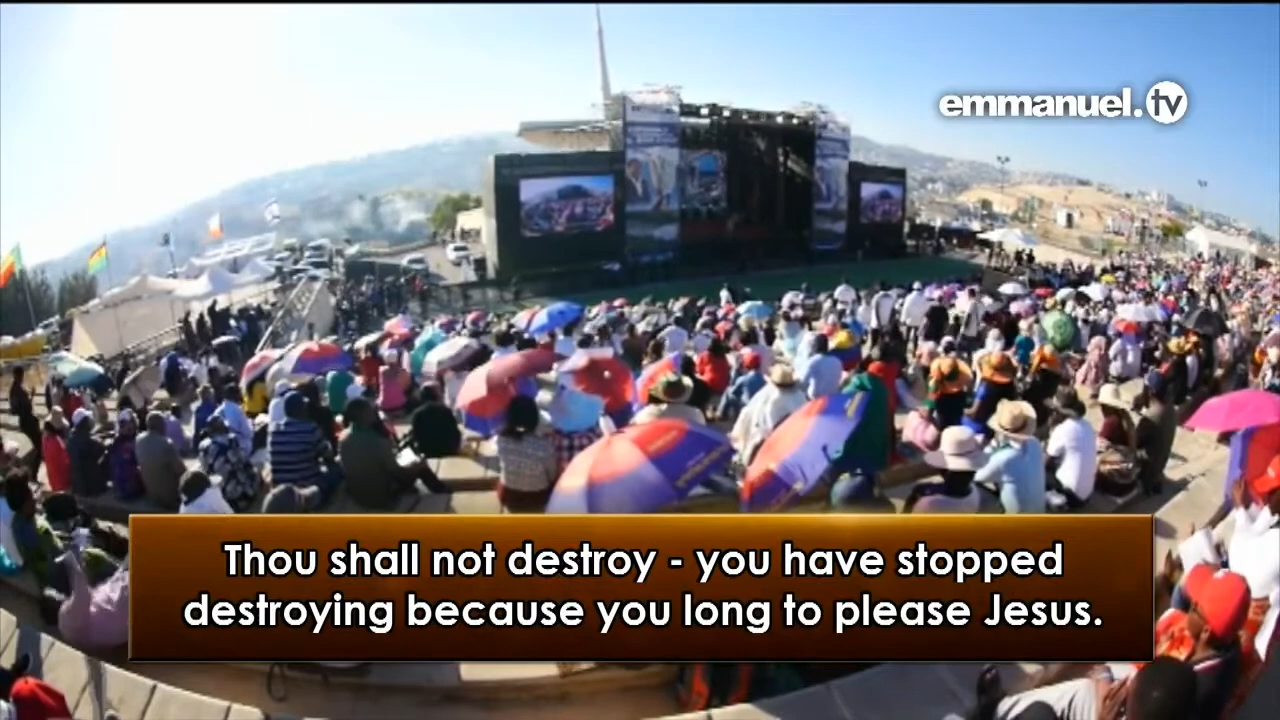 emmanuel.tv
Thou shall not destroy - you have stopped
destroying because you long to please Jesus.